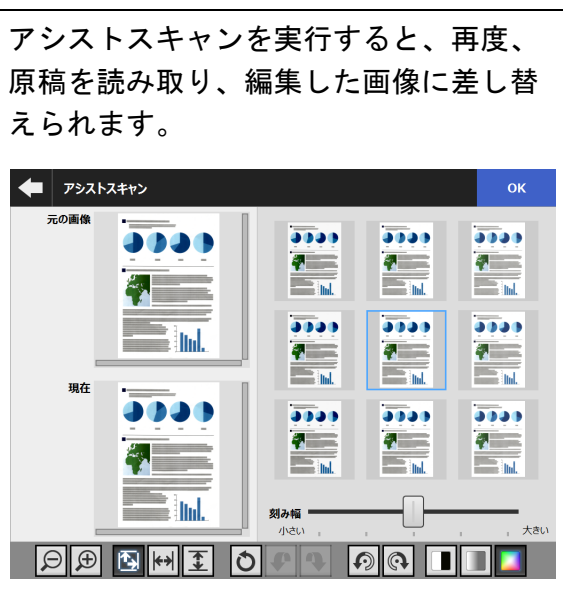 アシストスキャンを実行すると、再度、
原稿を読み取り、編集した画像に差し替
えられます。
アシストスキャン
OK
元の画像
現在
刻み幅
小さい
大きい